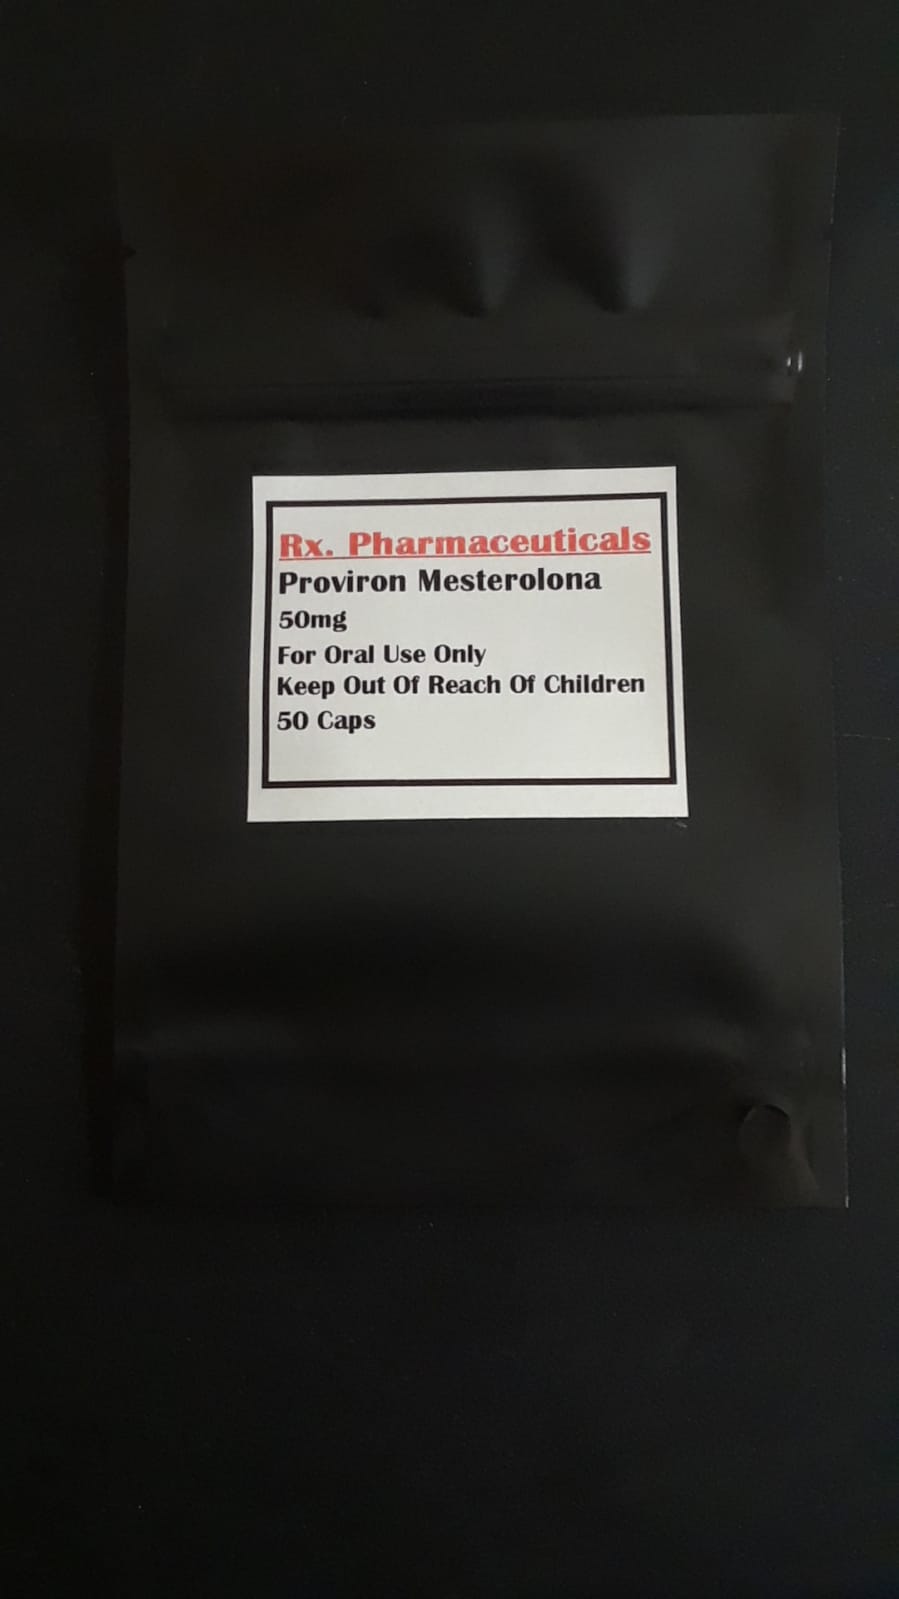 Rx. Pharmaceuticals
Proviron Mesterolona
50mg
For Oral Use Only
Keep Out Of Reach Of Children
50 Caps